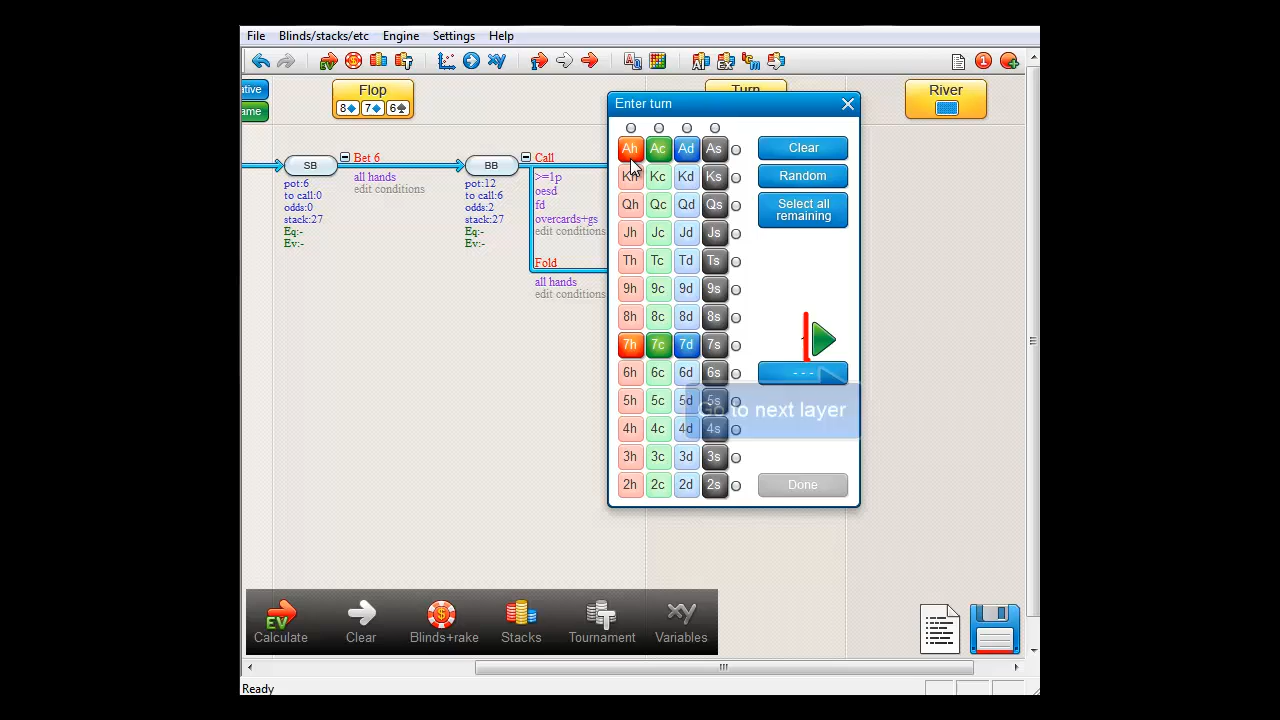 File Blinds/stacks/etc Engine Settings Help
ative
ame
Flop
8♦ 7♦ 6♠
Turn
River
SB
pot:6
to call:0
odds:0
stack:27
Eq:-
Ev:-
Bet 6
all hands
edit conditions
BB
pot:12
to call:6
odds:2
stack:27
Eq:-
Ev:-
Call
>=1p
oesd
fd
overcards+gs
edit conditions
Fold
all hands
edit conditions
Enter turn
Ah Ac Ad As
Kh Kc Kd Ks
Qh Qc Qd Qs
Jh Jc Jd Js
Th Tc Td Ts
9h 9c 9d 9s
8h 8c 8d 8s
7h 7c 7d 7s
6h 6c 6d 6s
5h 5c 5d 5s
4h 4c 4d 4s
3h 3c 3d 3s
2h 2c 2d 2s
Clear
Random
Select all
remaining
---
Go to next layer
Done
EV
Calculate Clear Blinds+rake Stacks Tournament Variables
Ready